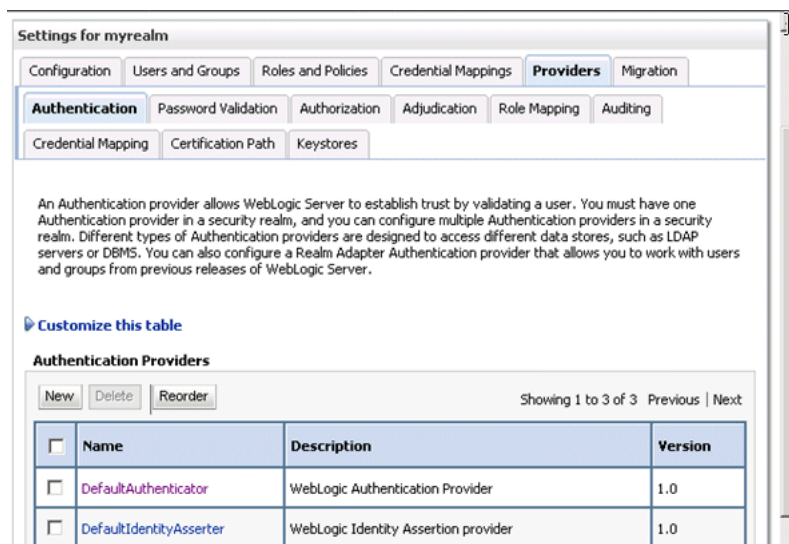 Settings for myrealm
Configuration Users and Groups Roles and Policies Credential Mappings Providers Migration
Authentication Password Validation Authorization Adjudication Role Mapping Auditing
Credential Mapping Certification Path Keystores
An Authentication provider allows WebLogic Server to establish trust by validating a user. You must have one
Authentication provider in a security realm, and you can configure multiple Authentication providers in a security
realm. Different types of Authentication providers are designed to access different data stores, such as LDAP
servers or DBMS. You can also configure a Realm Adapter Authentication provider that allows you to work with users
and groups from previous releases of WebLogic Server.
Customize this table
Authentication Providers
New Delete Reorder Showing 1 to 3 of 3 Previous | Next
Name Description Version
DefaultAuthenticator WebLogic Authentication Provider 1.0
DefaultIdentityAsserter WebLogic Identity Assertion provider 1.0